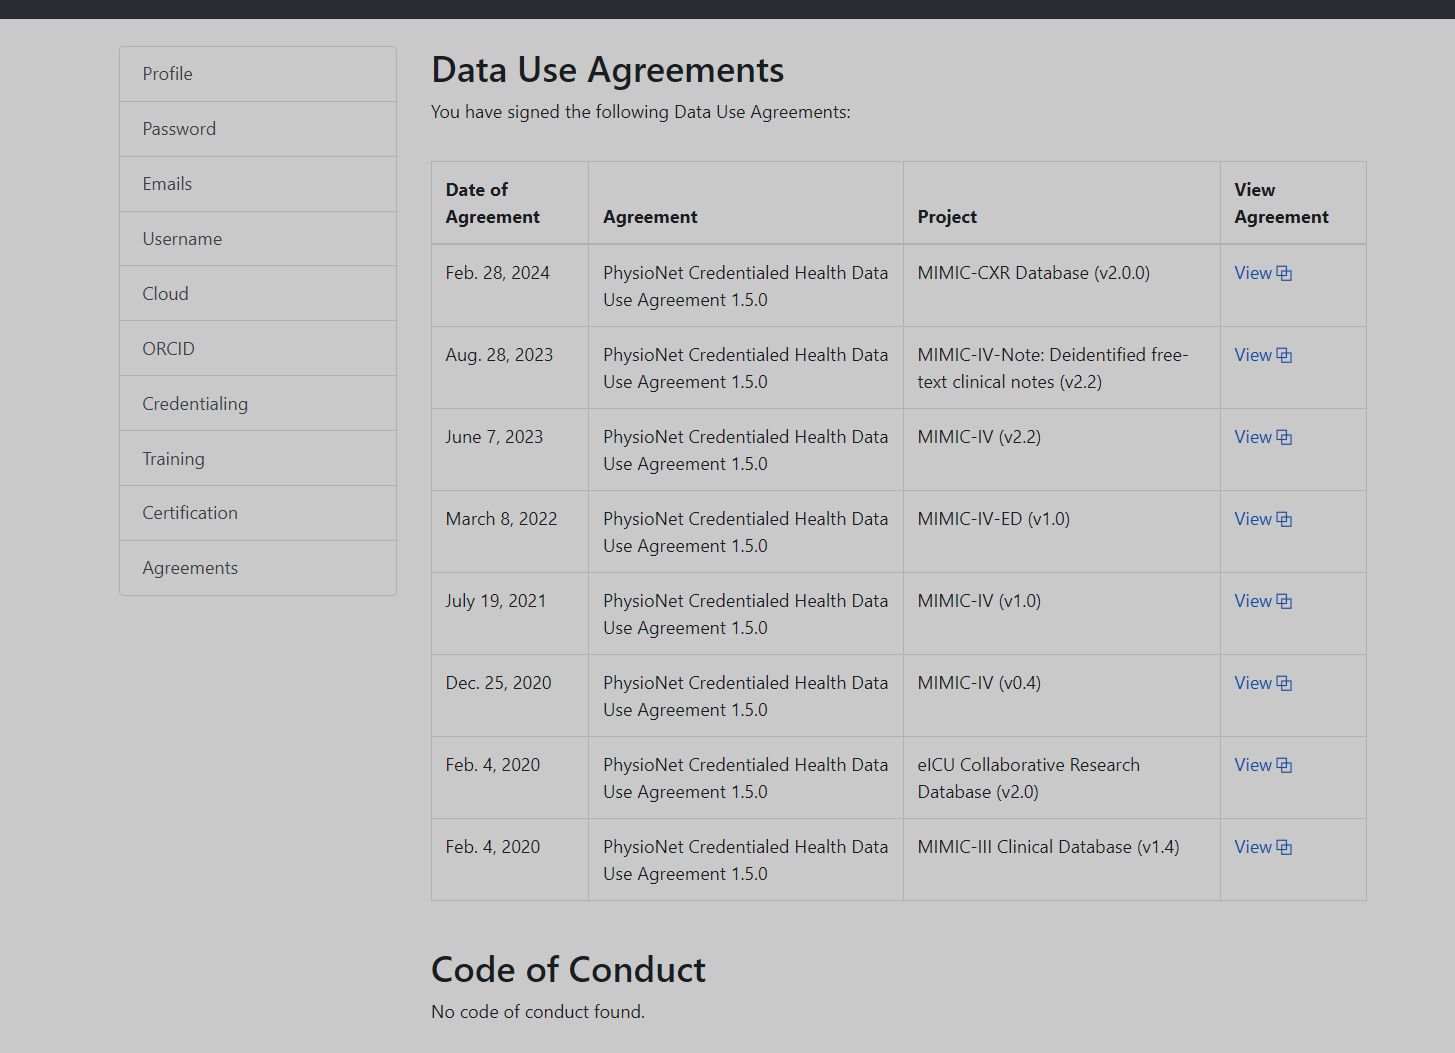 Profile
Password
Emails
Username
Cloud
ORCID
Credentialing
Training
Certification
Agreements
Data Use Agreements
You have signed the following Data Use Agreements:
Date of
Agreement
Agreement
Project
View
Agreement
Feb. 28, 2024
PhysioNet Credentialed Health Data
Use Agreement 1.5.0
MIMIC-CXR Database (v2.0.0)
View
Aug. 28, 2023
PhysioNet Credentialed Health Data
Use Agreement 1.5.0
MIMIC-IV-Note: Deidentified free-
text clinical notes (v2.2)
View
June 7, 2023
PhysioNet Credentialed Health Data
Use Agreement 1.5.0
MIMIC-IV (v2.2)
View
March 8, 2022
PhysioNet Credentialed Health Data
Use Agreement 1.5.0
MIMIC-IV-ED (v1.0)
View
July 19, 2021
PhysioNet Credentialed Health Data
Use Agreement 1.5.0
MIMIC-IV (v1.0)
View
Dec. 25, 2020
PhysioNet Credentialed Health Data
Use Agreement 1.5.0
MIMIC-IV (v0.4)
View
Feb. 4, 2020
PhysioNet Credentialed Health Data
Use Agreement 1.5.0
eICU Collaborative Research
Database (v2.0)
View
Feb. 4, 2020
PhysioNet Credentialed Health Data
Use Agreement 1.5.0
MIMIC-III Clinical Database (v1.4)
View
Code of Conduct
No code of conduct found.